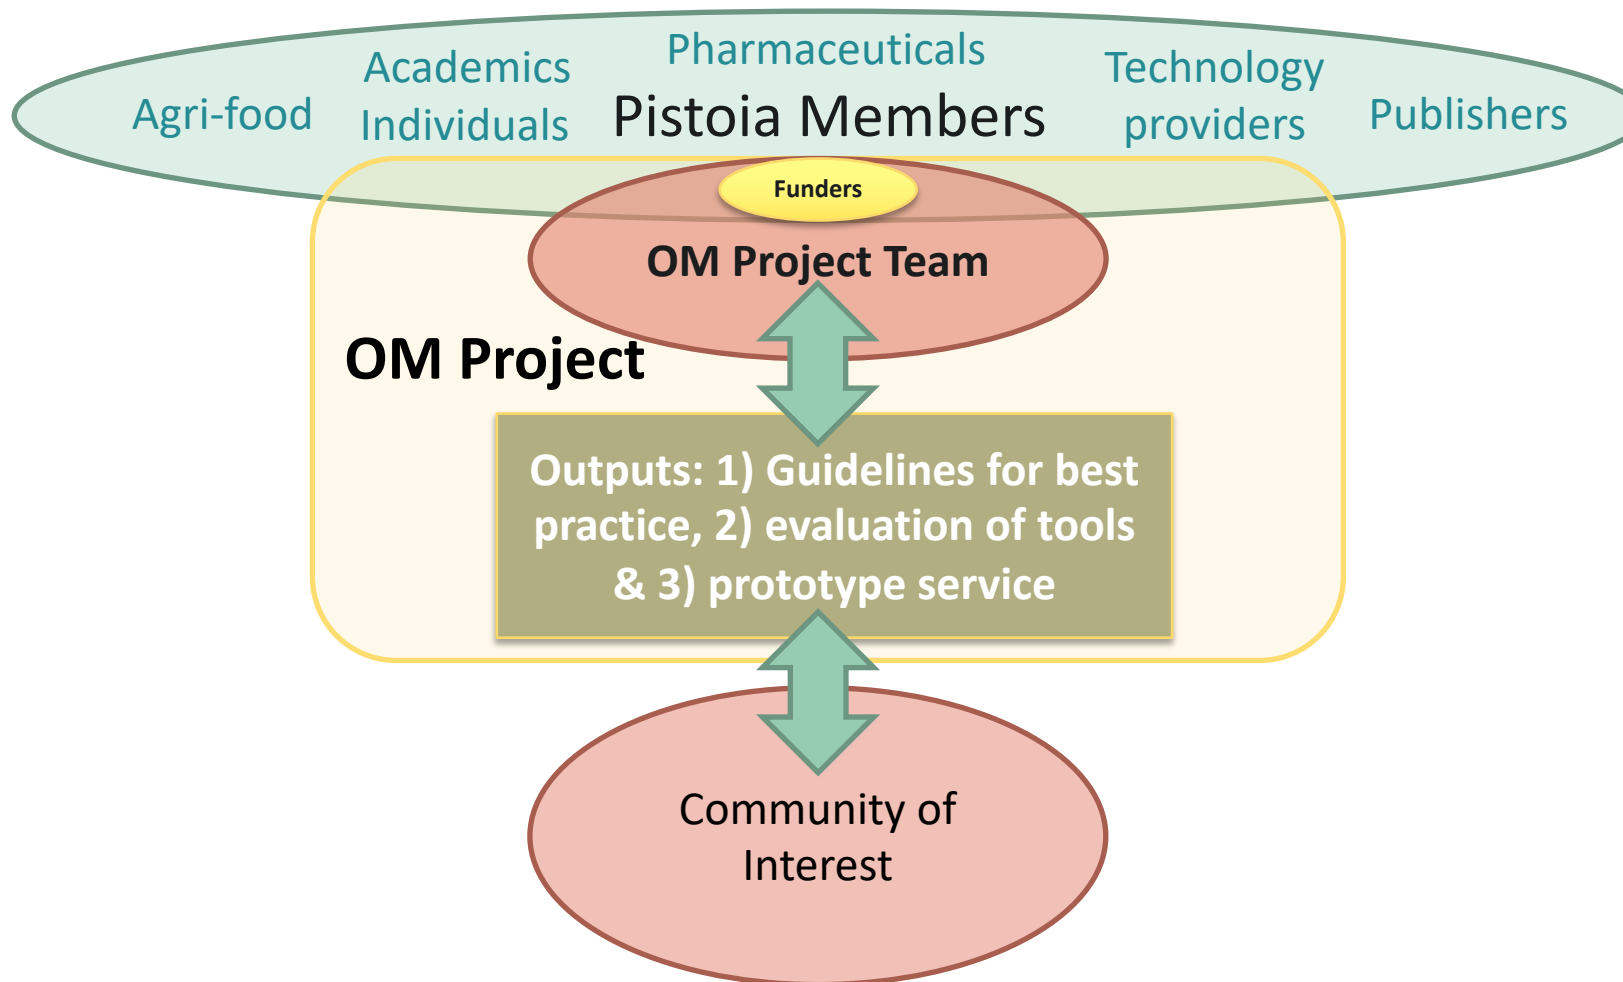 Agri-food
Academics
Individuals
Pharmaceuticals
Pistoia Members
Technology
providers
Publishers
Funders
OM Project Team
OM Project
Outputs: 1) Guidelines for best
practice, 2) evaluation of tools
& 3) prototype service
Community of
Interest